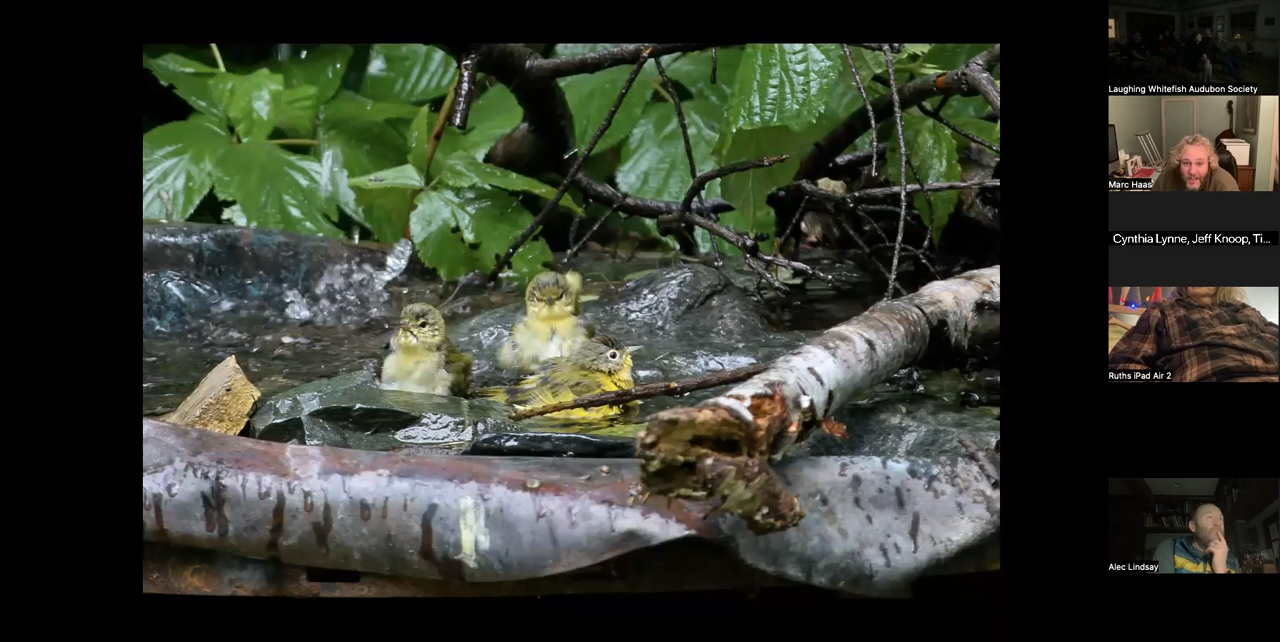 Laughing Whitefish Audubon Society
Marc Haas
Cynthia Lynne, Jeff Knoop, Ti...
Ruths iPad Air 2
Alec Lindsay